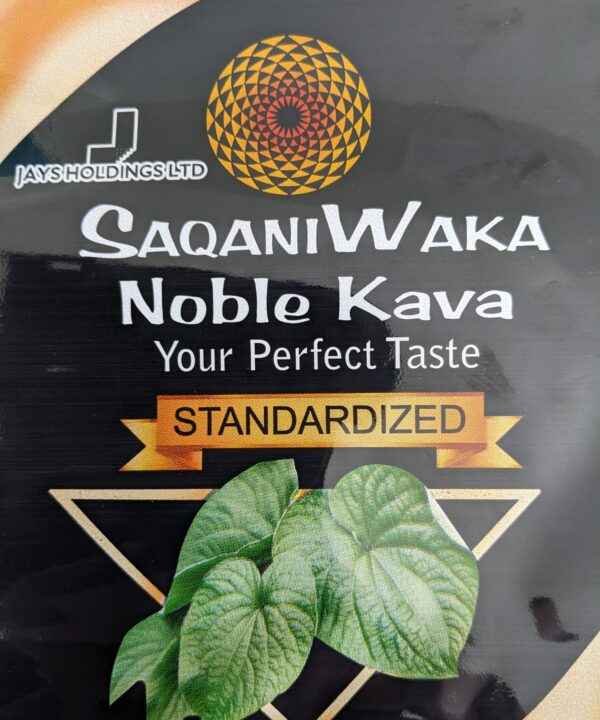 JAYS HOLDINGS LTD
SAQANIWAKA
Noble Kava
Your Perfect Taste
STANDARDIZED